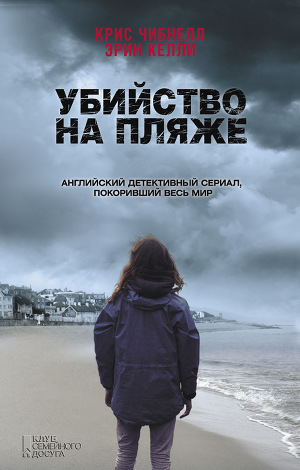 КРИС ЧИБНЕЛЛ
ЭРИН КЕЛЛИ
УБИЙСТВО
НА ПЛЯЖЕ
АНГЛИЙСКИЙ ДЕТЕКТИВНЫЙ СЕРИАЛ,
ПОКОРИВШИЙ ВЕСЬ МИР
КЛУБ
СЕМЕЙНОГО
ДОСУГА